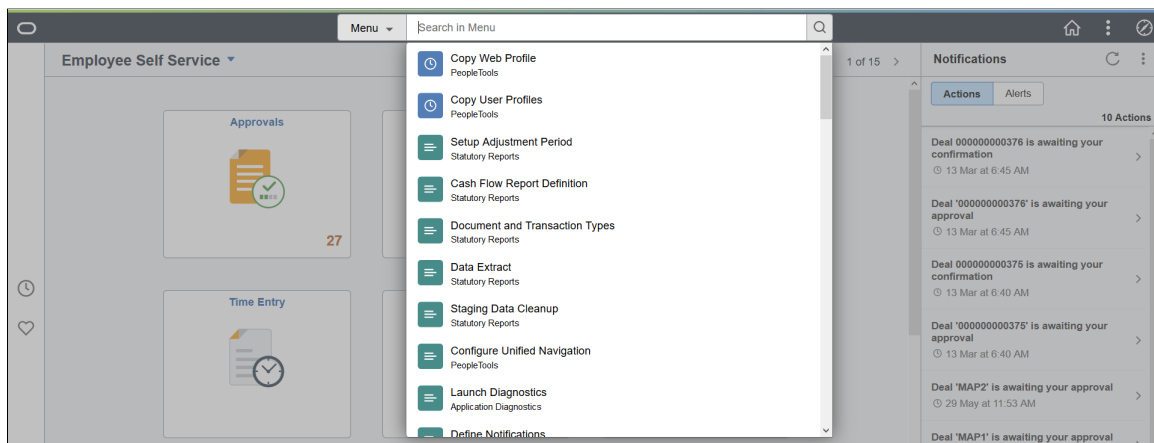 Menu
Search in Menu
Employee Self Service
1 of 15
Approvals
27
Time Entry
Copy Web Profile
PeopleTools
Copy User Profiles
PeopleTools
Setup Adjustment Period
Statutory Reports
Cash Flow Report Definition
Statutory Reports
Document and Transaction Types
Statutory Reports
Data Extract
Statutory Reports
Staging Data Cleanup
Statutory Reports
Configure Unified Navigation
PeopleTools
Launch Diagnostics
Application Diagnostics
Define Notifications
Notifications
Actions
Alerts
10 Actions
Deal 000000000376 is awaiting your
confirmation
13 Mar at 6:45 AM
Deal '000000000376' is awaiting your
approval
13 Mar at 6:45 AM
Deal 000000000375 is awaiting your
confirmation
13 Mar at 6:40 AM
Deal '000000000375' is awaiting your
approval
13 Mar at 6:40 AM
Deal 'MAP2' is awaiting your approval
29 May at 11:53 AM
Deal 'MAP1' is awaiting your approval